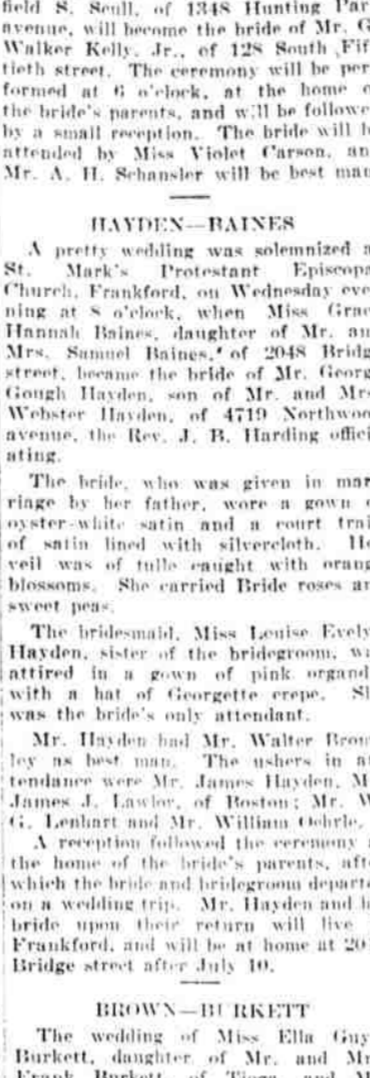 field S. Scull, of 1348 Hunting Par
avenue, will become the bride of Mr. G
Walker Kelly, Jr., of 128 South Fif
tieth street. The ceremony will be per
formed at 6 o'clock, at the home o
the bride's parents, and will be followe
by a small reception. The bride will b
attended by Miss Violet Carson, an
Mr. A. H. Schansler will be best man
HAYDEN—BAINES
A pretty wedding was solemnized a
St. Mark's Protestant Episcopa
Church, Frankford, on Wednesday eve
ning at 8 o'clock, when Miss Grac
Hannah Baines, daughter of Mr. an
Mrs. Samuel Baines, of 2048 Bridg
street, became the bride of Mr. Georg
Gough Hayden, son of Mr. and Mrs
Webster Hayden, of 4719 Northwoo
avenue, the Rev. J. B. Harding offici
ating.
The bride, who was given in mar
riage by her father, wore a gown o
oyster-white satin and a court trai
of satin lined with silvercloth. He
veil was of tulle caught with orang
blossoms. She carried Bride roses an
sweet peas.
The bridesmaid, Miss Louise Evely
Hayden, sister of the bridegroom, wa
attired in a gown of pink organd
with a hat of Georgette crepe. Sh
was the bride's only attendant.
Mr. Hayden had Mr. Walter Brom
ley as best man. The ushers in at
tendance were Mr. James Hayden, M
James J. Lawlor, of Boston; Mr. W
G. Lenhart and Mr. William Oehrle.
A reception followed the ceremony a
the home of the bride's parents, afte
which the bride and bridegroom departe
on a wedding trip. Mr. Hayden and h
bride upon their return will live
Frankford, and will be at home at 20
Bridge street after July 10.
BROWN—BURKETT
The wedding of Miss Ella Guy
Burkett, daughter of Mr. and Mr
Frank Burkett, of Tioga, and M